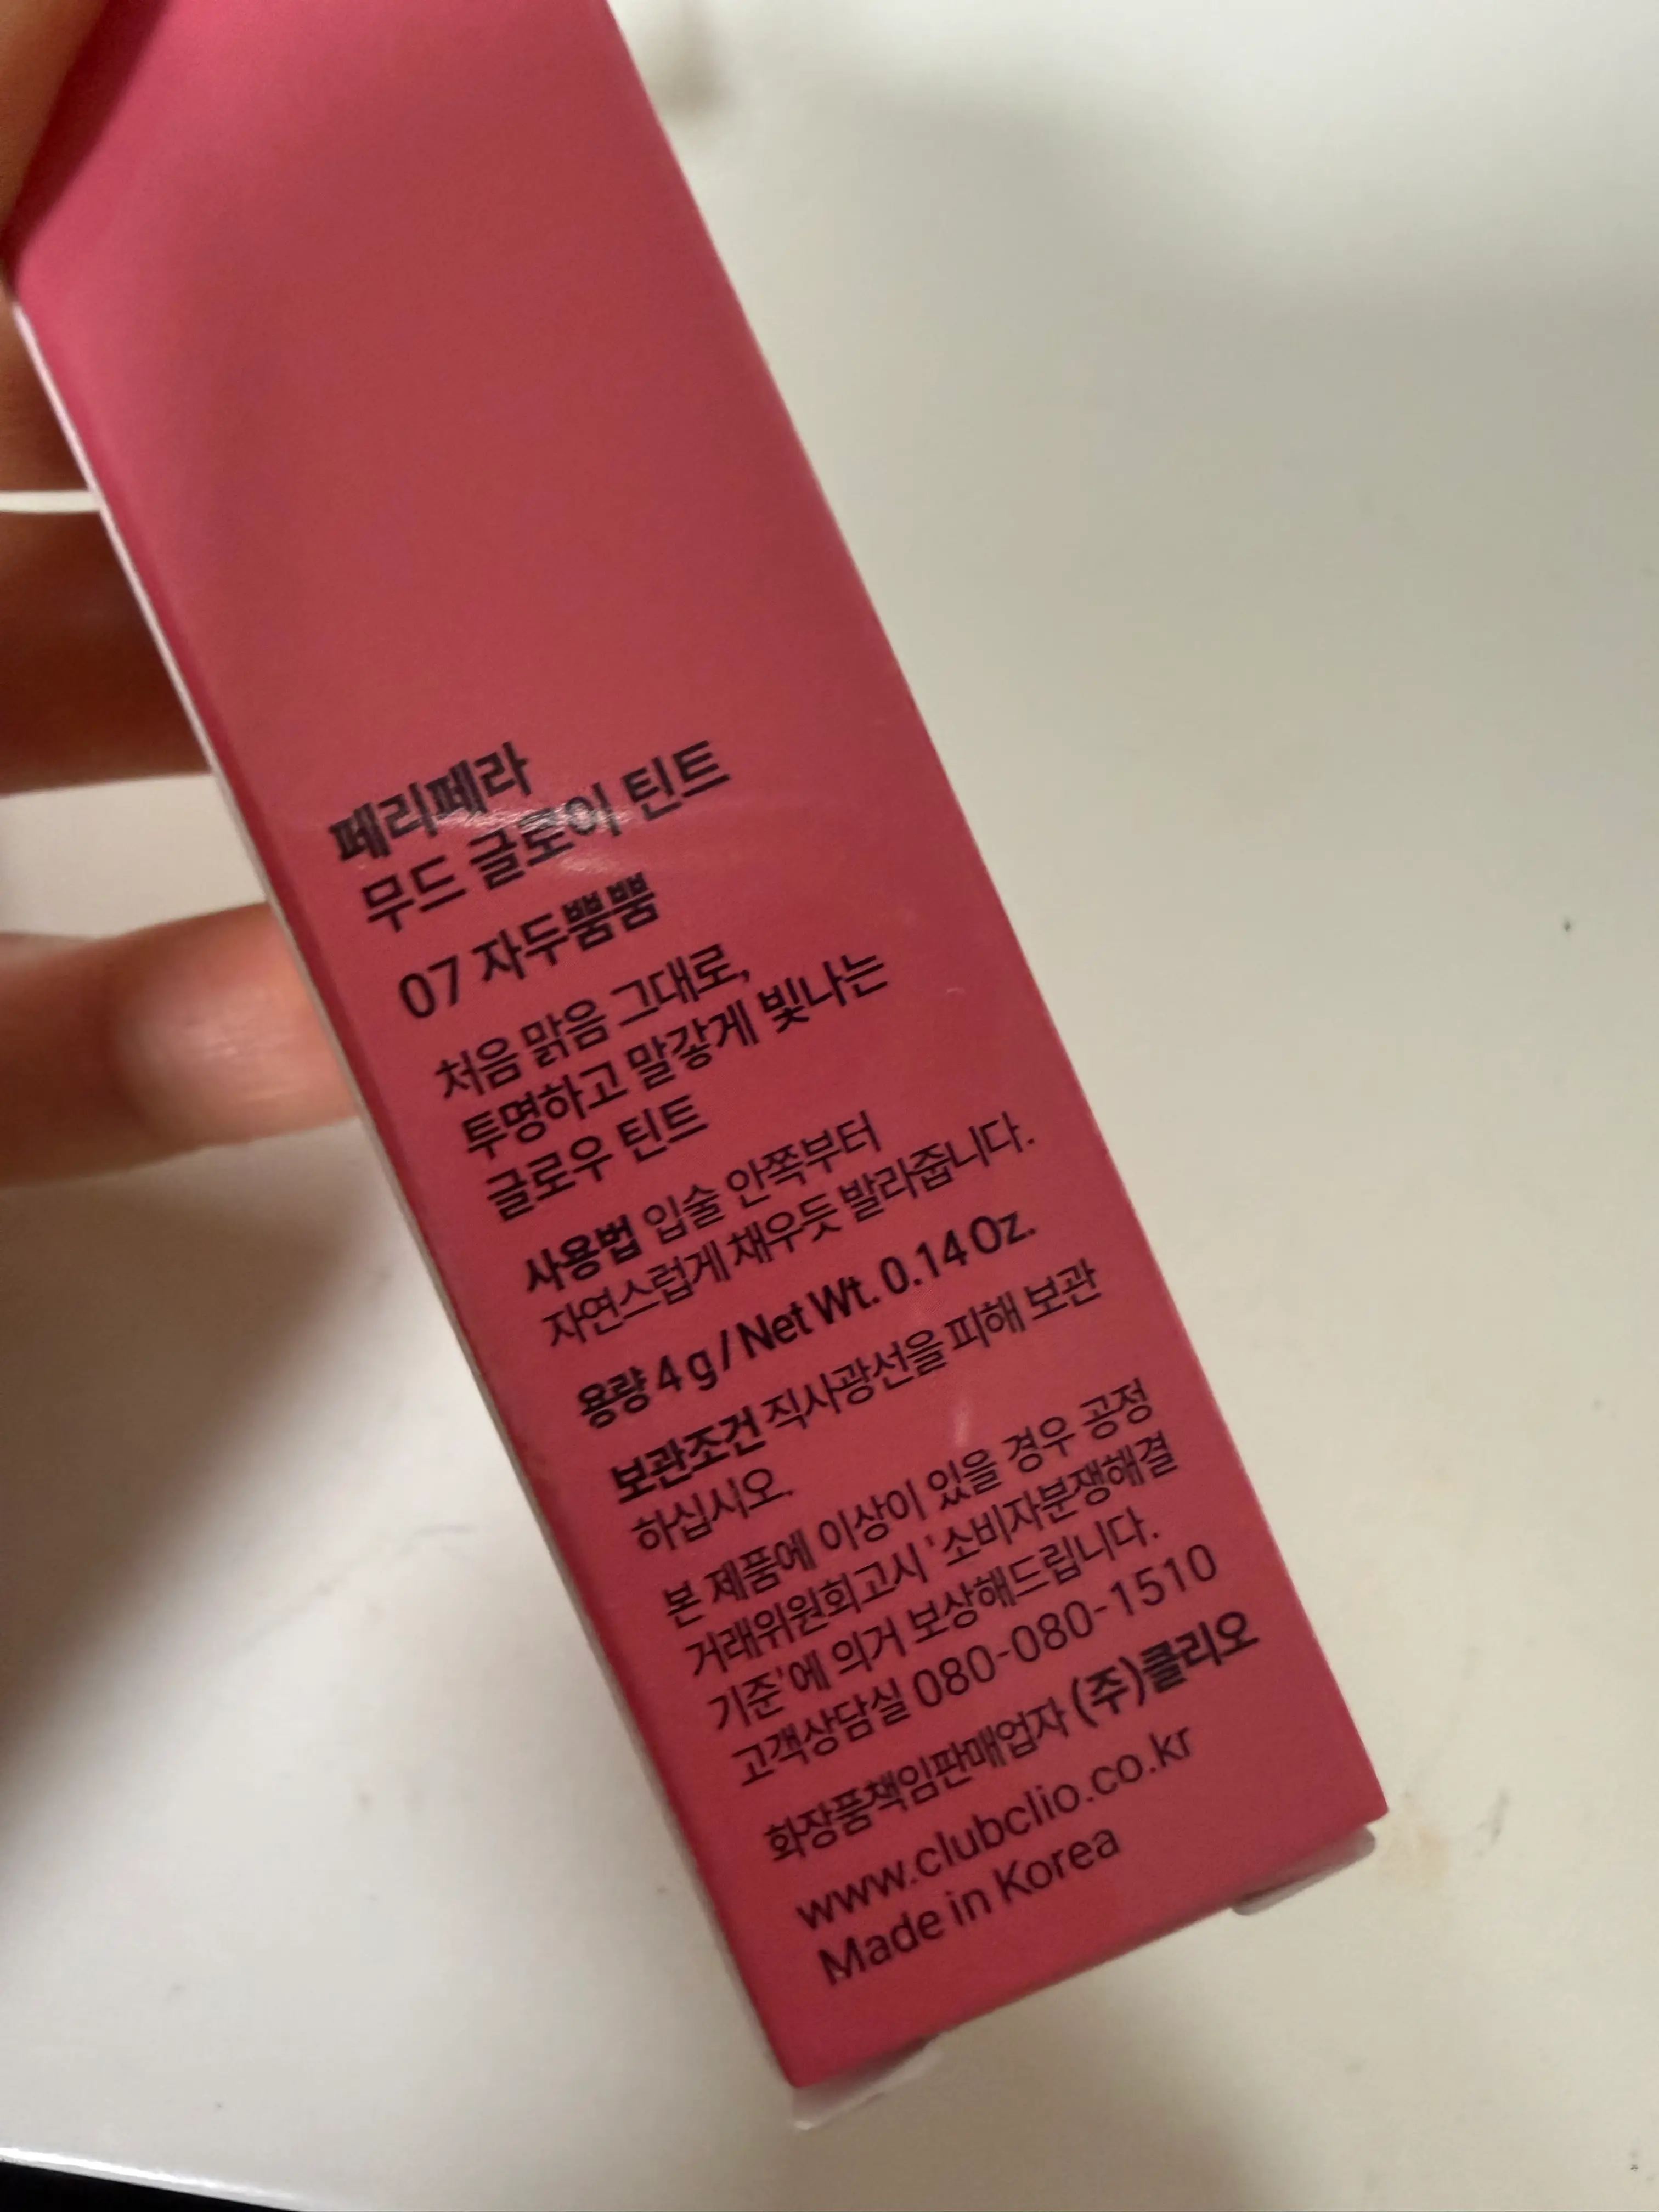 페리페라
무드 글로이 틴트
07 자두뿜뿜
처음 맑음 그대로,
투명하고 말갛게 빛나는
글로우 틴트
사용법 입술 안쪽부터
자연스럽게 채우듯 발라줍니다.
용량 4 g / Net Wt. 0.14 Oz.
보관조건 직사광선을 피해 보관
하십시오.
본 제품에 이상이 있을 경우 공정
거래위원회고시 '소비자분쟁해결
기준'에 의거 보상해드립니다.
고객상담실 080-080-1510
화장품책임판매업자 (주)클리오
www.clubclio.co.kr
Made in Korea